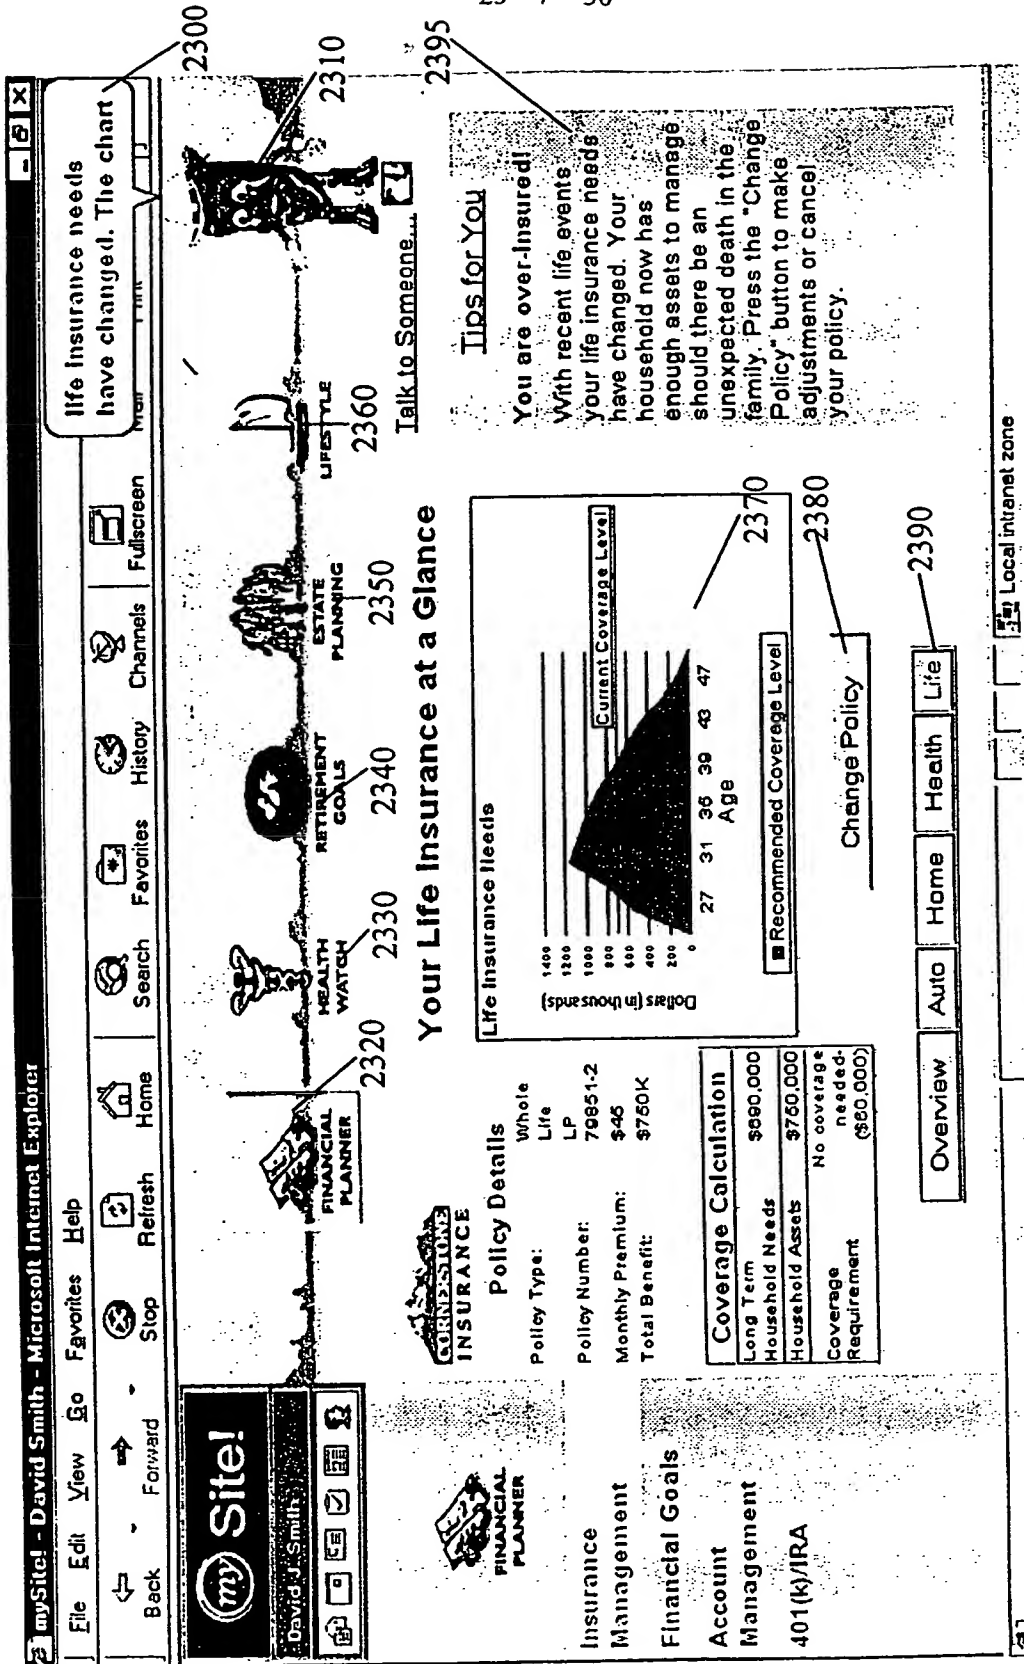 mySite! - David Smith - Microsoft Internet Explorer
File Edit View Go Favorites Help
Back Forward Stop Refresh Home Search Favorites History Channels Fullscreen
life insurance needs
have changed. The chart
2300
2310
2395
my Site!
David J. Smith
FINANCIAL
PLANNER
2320
HEALTH
WATCH
2330
RETIREMENT
GOALS
2340
ESTATE
PLANNING
2350
LIFESTYLE
2360
Talk to Someone...
FINANCIAL
PLANNER
Insurance
Management
Financial Goals
Account
Management
401(k)/IRA
CORNERSTONE
INSURANCE
Policy Details
Policy Type: Whole
Life
Policy Number: LP
79851-2
Monthly Premium: $45
Total Benefit: $750K
Coverage Calculation
Long Term
Household Needs $690,000
Household Assets $750,000
Coverage
Requirement
No coverage
needed-
($60,000)
Your Life Insurance at a Glance
Life Insurance Needs
Dollars (in thousands)
1400
1200
1000
800
600
400
200
0
Current Coverage Level
27 31 35 39 43 47
Age
Recommended Coverage Level
2370
Change Policy
2380
Overview Auto Home Health Life
2390
Tips for You
You are over-insured!
With recent life events
your life insurance needs
have changed. Your
household now has
enough assets to manage
should there be an
unexpected death in the
family. Press the "Change
Policy" button to make
adjustments or cancel
your policy.
Local intranet zone